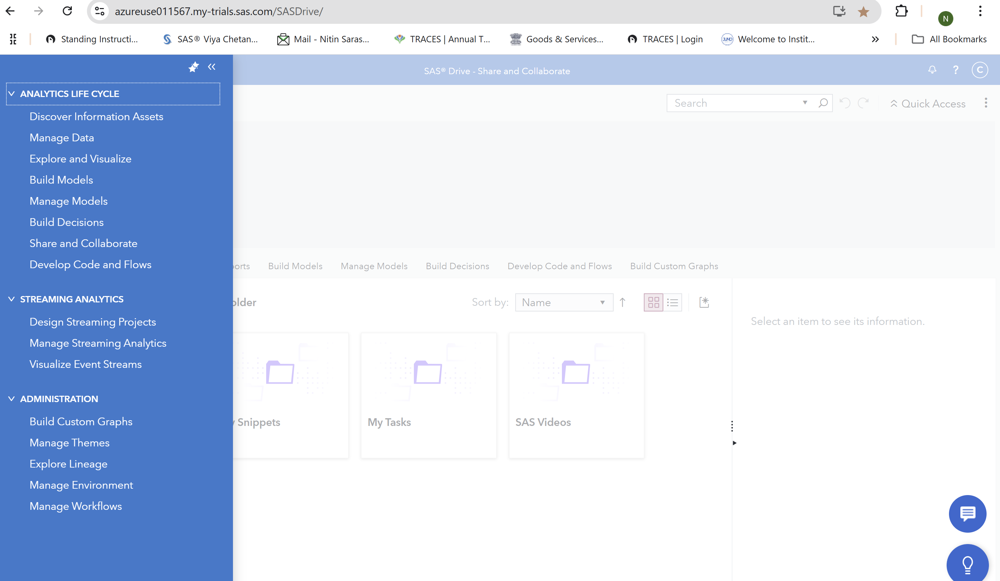 azureuse011567.my-trials.sas.com/SASDrive/
N
Standing Instructi...
SAS® Viya Chetan...
Mail - Nitin Saras...
TRACES | Annual T...
Goods & Services...
TRACES | Login
Welcome to Instit...
All Bookmarks
SAS® Drive - Share and Collaborate
?
C
ANALYTICS LIFE CYCLE
Discover Information Assets
Manage Data
Explore and Visualize
Build Models
Manage Models
Build Decisions
Share and Collaborate
Develop Code and Flows
STREAMING ANALYTICS
Design Streaming Projects
Manage Streaming Analytics
Visualize Event Streams
ADMINISTRATION
Build Custom Graphs
Manage Themes
Explore Lineage
Manage Environment
Manage Workflows
Search
Quick Access
orts
Build Models
Manage Models
Build Decisions
Develop Code and Flows
Build Custom Graphs
older
Sort by:
Name
Select an item to see its information.
y Snippets
My Tasks
SAS Videos